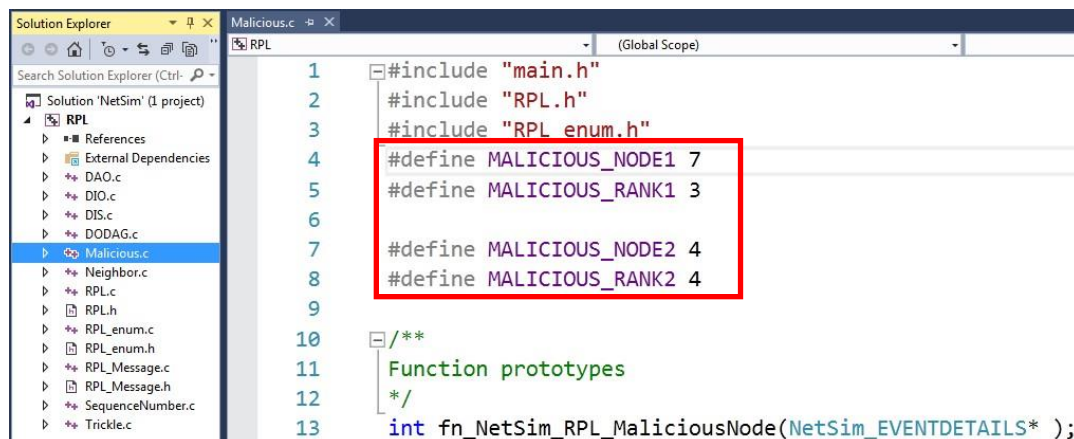 Solution Explorer
Search Solution Explorer (Ctrl-
Solution 'NetSim' (1 project)
RPL
References
External Dependencies
DAO.c
DIO.c
DIS.c
DODAG.c
Malicious.c
Neighbor.c
RPL.c
RPL.h
RPL_enum.c
RPL_enum.h
RPL_Message.c
RPL_Message.h
SequenceNumber.c
Trickle.c
Malicious.c
RPL (Global Scope)
1 #include "main.h"
2 #include "RPL.h"
3 #include "RPL_enum.h"
4 #define MALICIOUS_NODE1 7
5 #define MALICIOUS_RANK1 3
6
7 #define MALICIOUS_NODE2 4
8 #define MALICIOUS_RANK2 4
9
10 /**
11 Function prototypes
12 */
13 int fn_NetSim_RPL_MaliciousNode(NetSim_EVENTDETAILS* );